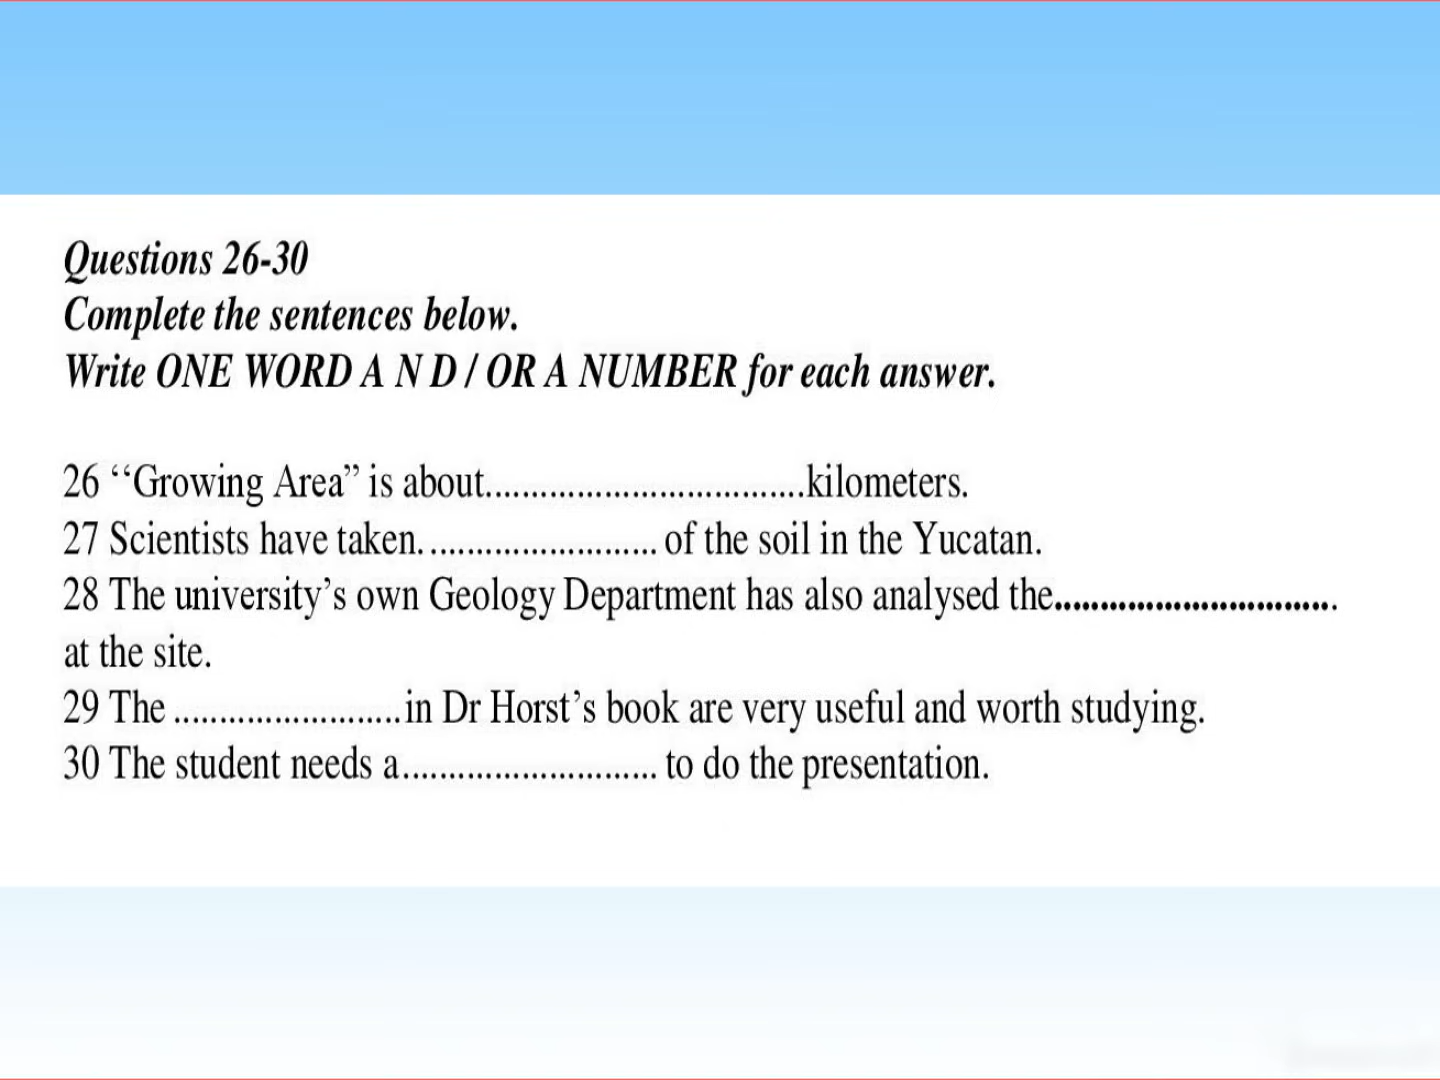 Questions 26-30
Complete the sentences below.
Write ONE WORD A N D / OR A NUMBER for each answer.
26 ‘‘Growing Area” is about...................................kilometers.
27 Scientists have taken.......................... of the soil in the Yucatan.
28 The university’s own Geology Department has also analysed the...............................
at the site.
29 The .........................in Dr Horst’s book are very useful and worth studying.
30 The student needs a............................ to do the presentation.